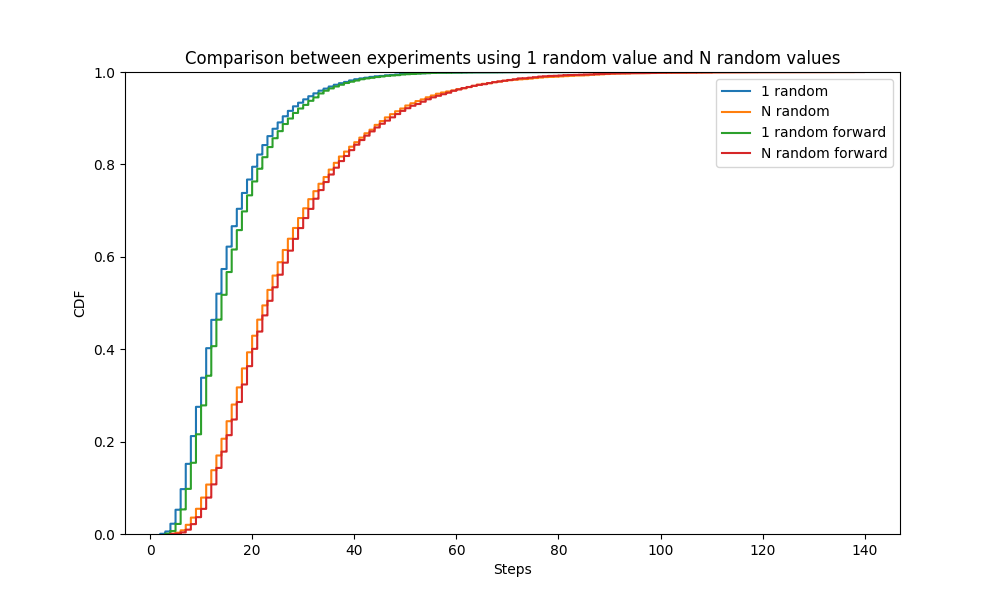 Comparison between experiments using 1 random value and N random values
1.0
0.8
0.6
0.4
0.2
0.0
CDF
1 random
N random
1 random forward
N random forward
0 20 40 60 80 100 120 140
Steps